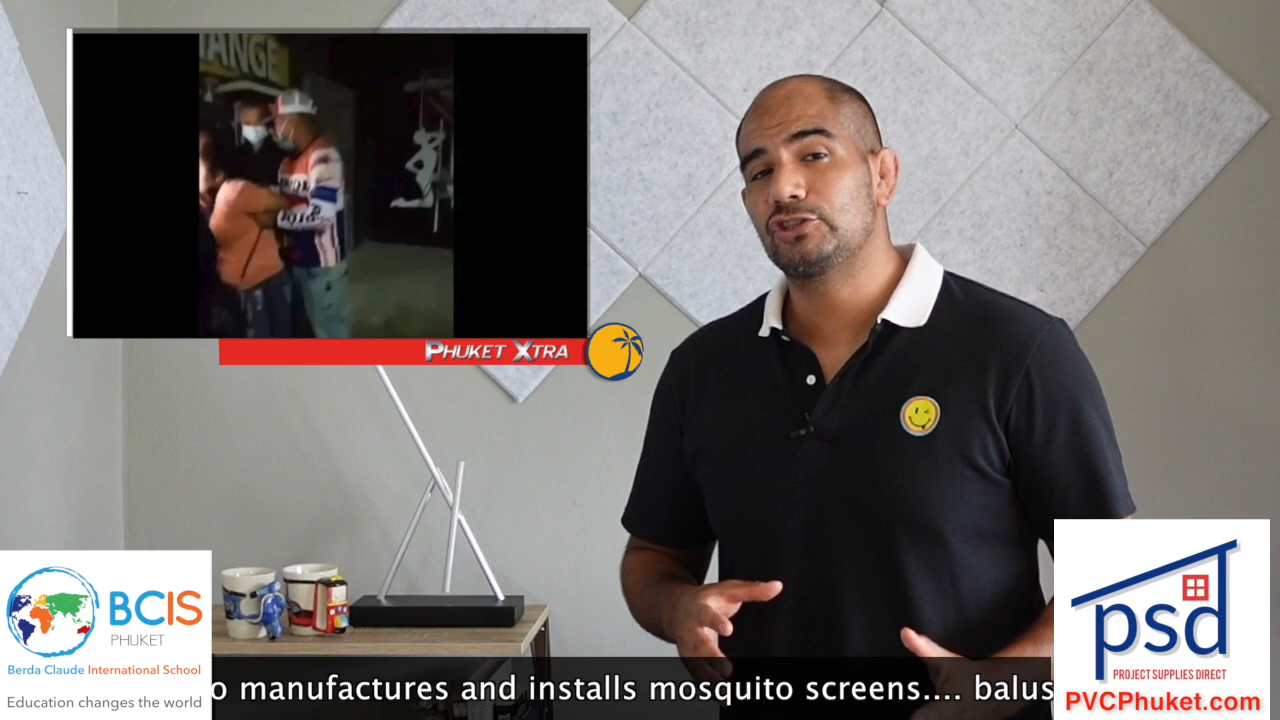 ANGE
PHUKET XTRA
BCIS
PHUKET
Berda Claude International School
Education changes the world
o manufactures and installs mosquito screens.... balus
psd
PROJECT SUPPLIES DIRECT
PVCPhuket.com